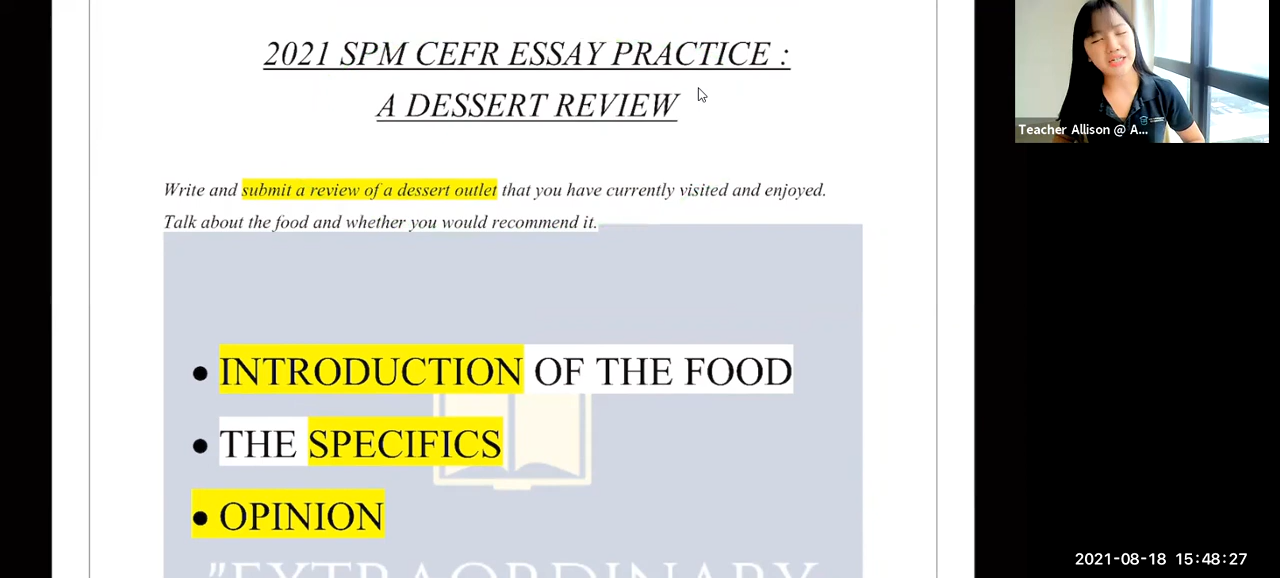 2021 SPM CEFR ESSAY PRACTICE :
A DESSERT REVIEW
Write and submit a review of a dessert outlet that you have currently visited and enjoyed.
Talk about the food and whether you would recommend it.
• INTRODUCTION OF THE FOOD
• THE SPECIFICS
• OPINION
"EXTRAORDINARY
Teacher Allison @ A...
2021-08-18 15:48:27